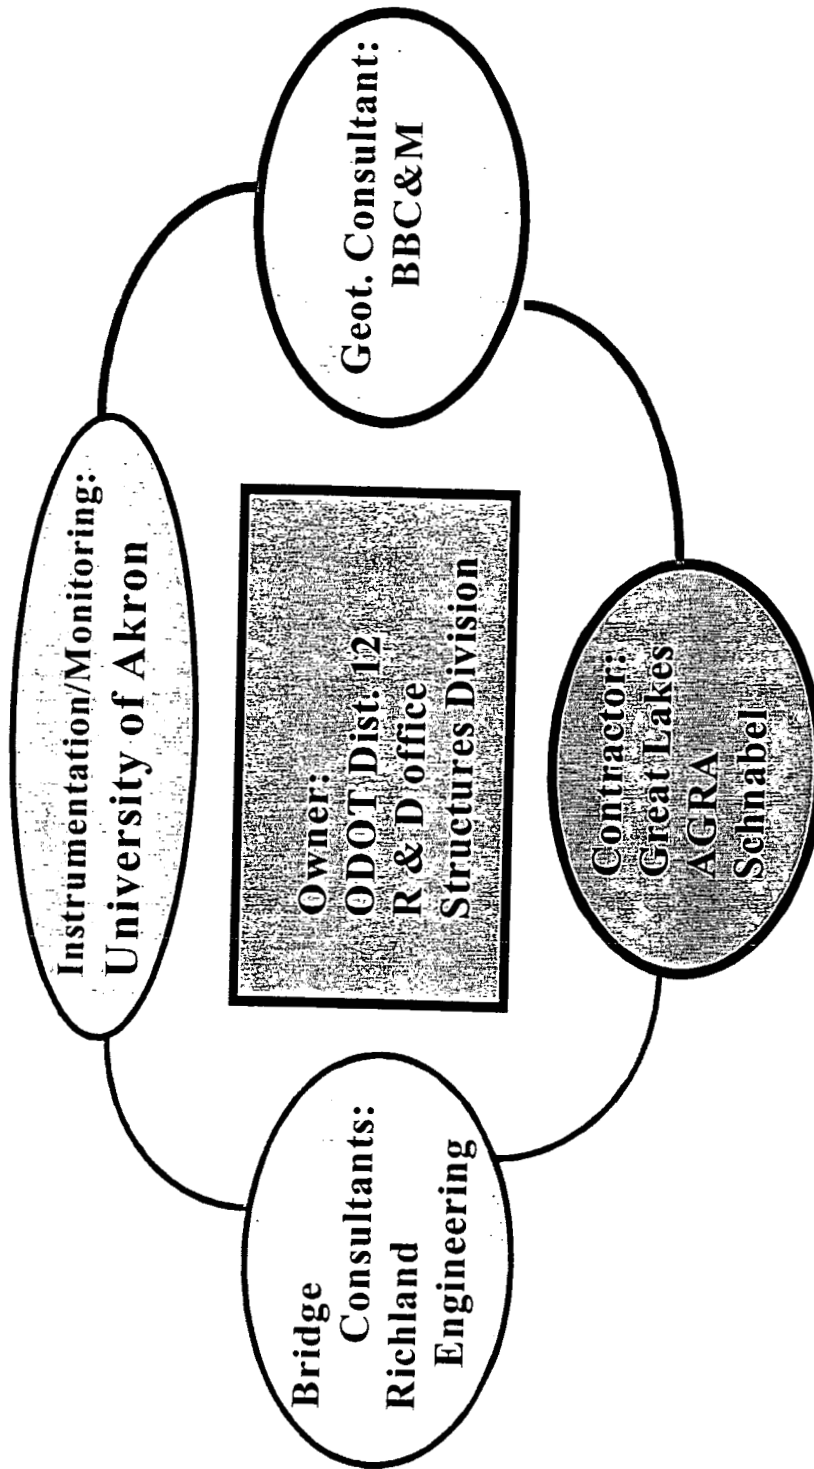 Instrumentation/Monitoring:
University of Akron
Bridge
Consultants:
Richland
Engineering
Owner:
ODOT Dist. 12
R & D office
Structures Division
Geot. Consultant:
BBC&M
Contractor:
Great Lakes
AGRA
Schnabel